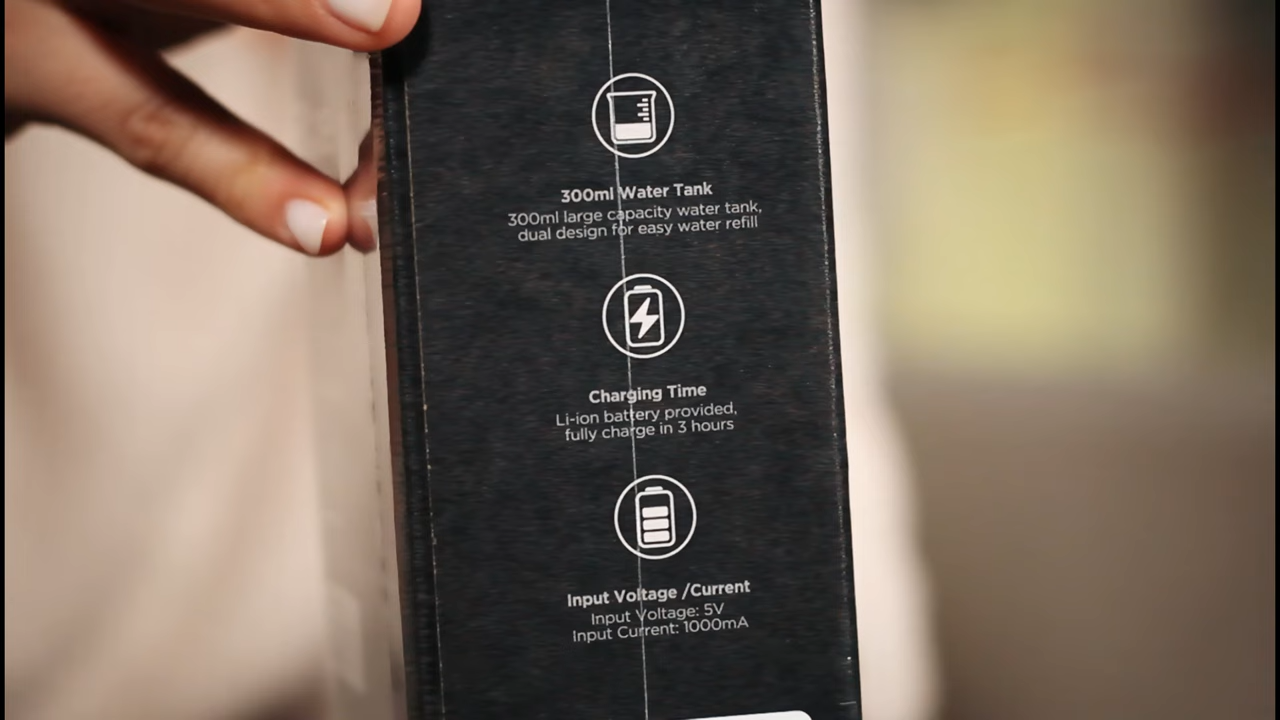 300ml Water Tank
300ml large capacity water tank,
dual design for easy water refill
Charging Time
Li-ion battery provided,
fully charge in 3 hours
Input Voltage /Current
Input Voltage: 5V
Input Current: 1000mA